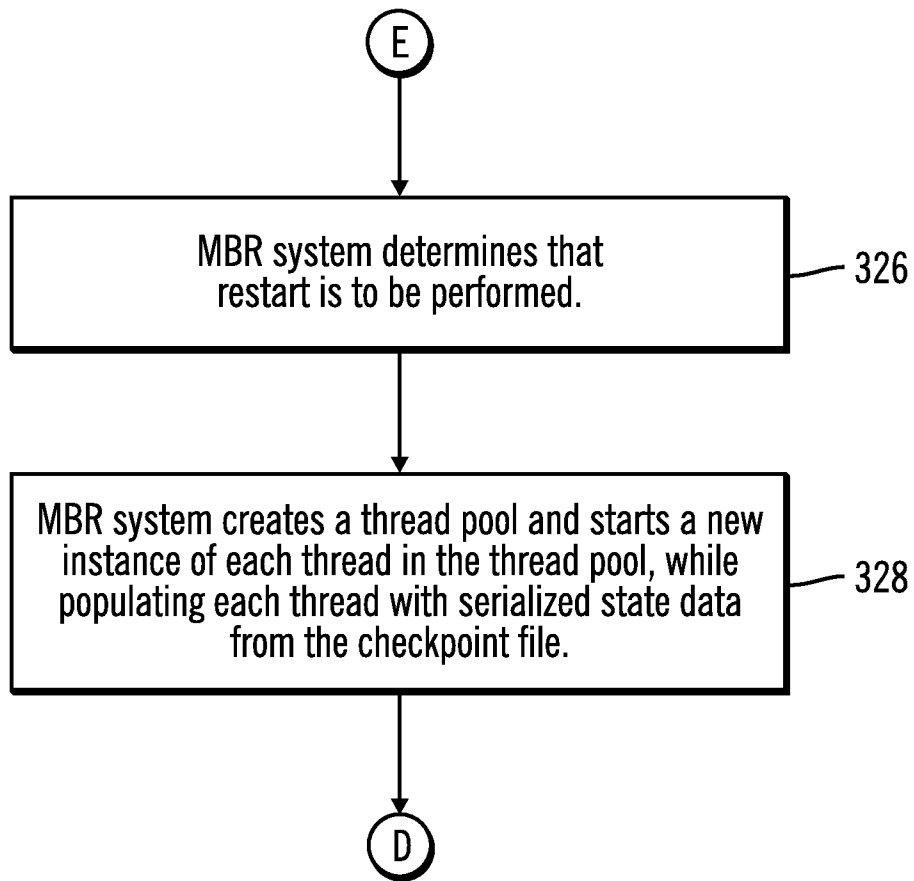 E
MBR system determines that
restart is to be performed.
326
MBR system creates a thread pool and starts a new
instance of each thread in the thread pool, while
populating each thread with serialized state data
from the checkpoint file.
328
D